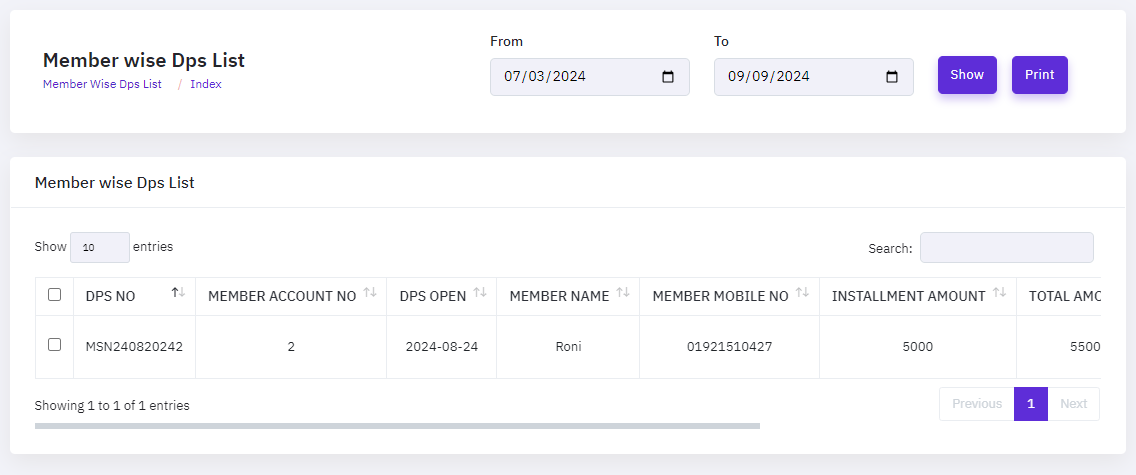 From To
Member wise Dps List 07/03/2024 09/09/2024 Show Print
Member Wise Dps List / Index
Member wise Dps List
Show 10 entries Search:
DPS NO MEMBER ACCOUNT NO DPS OPEN MEMBER NAME MEMBER MOBILE NO INSTALLMENT AMOUNT TOTAL AMO
MSN240820242 2 2024-08-24 Roni 01921510427 5000 5500
Showing 1 to 1 of 1 entries Previous 1 Next